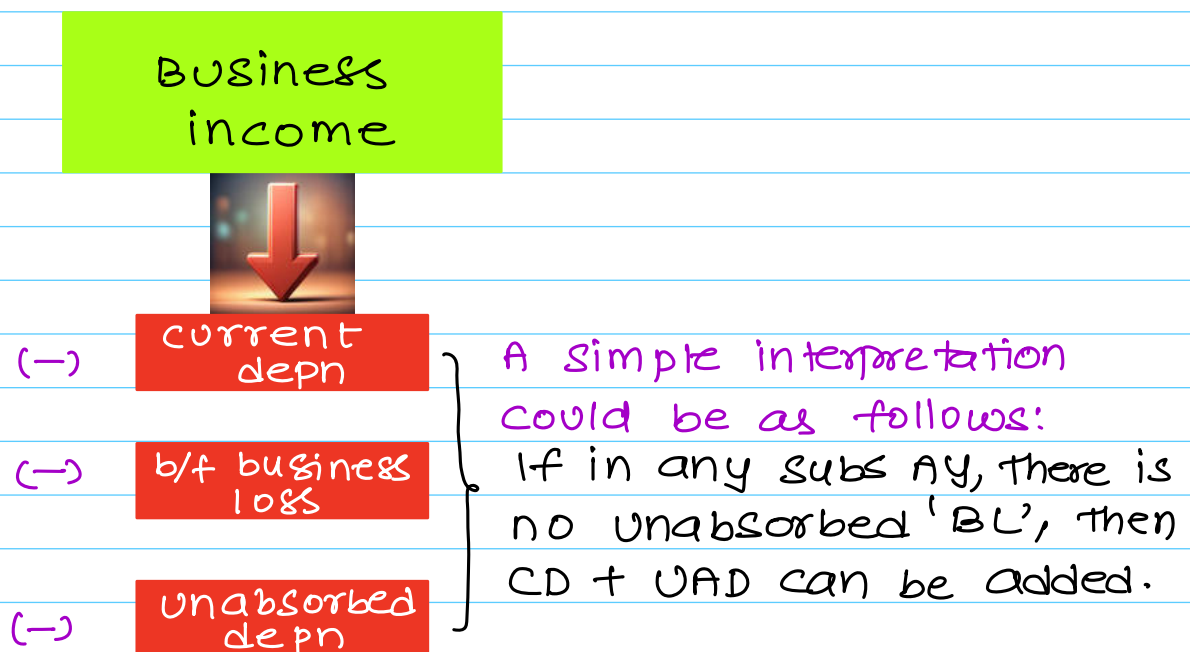 Business
income
(-)
current
depn
A simple interpretation
could be as follows:
(-)
b/f business
loss
If in any subs AY, there is
no unabsorbed 'BL', then
CD + UAD can be added.
(-)
unabsorbed
depn